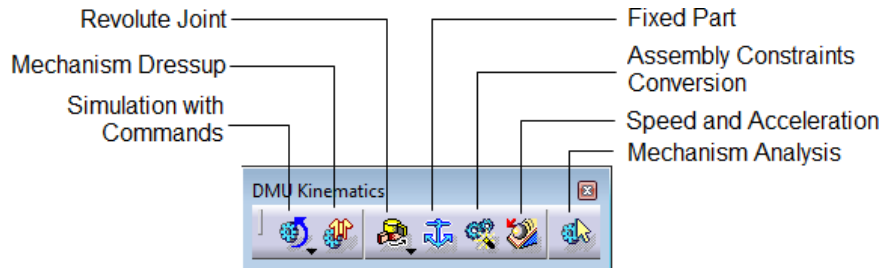 Revolute Joint
Fixed Part
Mechanism Dressup
Assembly Constraints
Conversion
Simulation with
Commands
Speed and Acceleration
Mechanism Analysis
DMU Kinematics